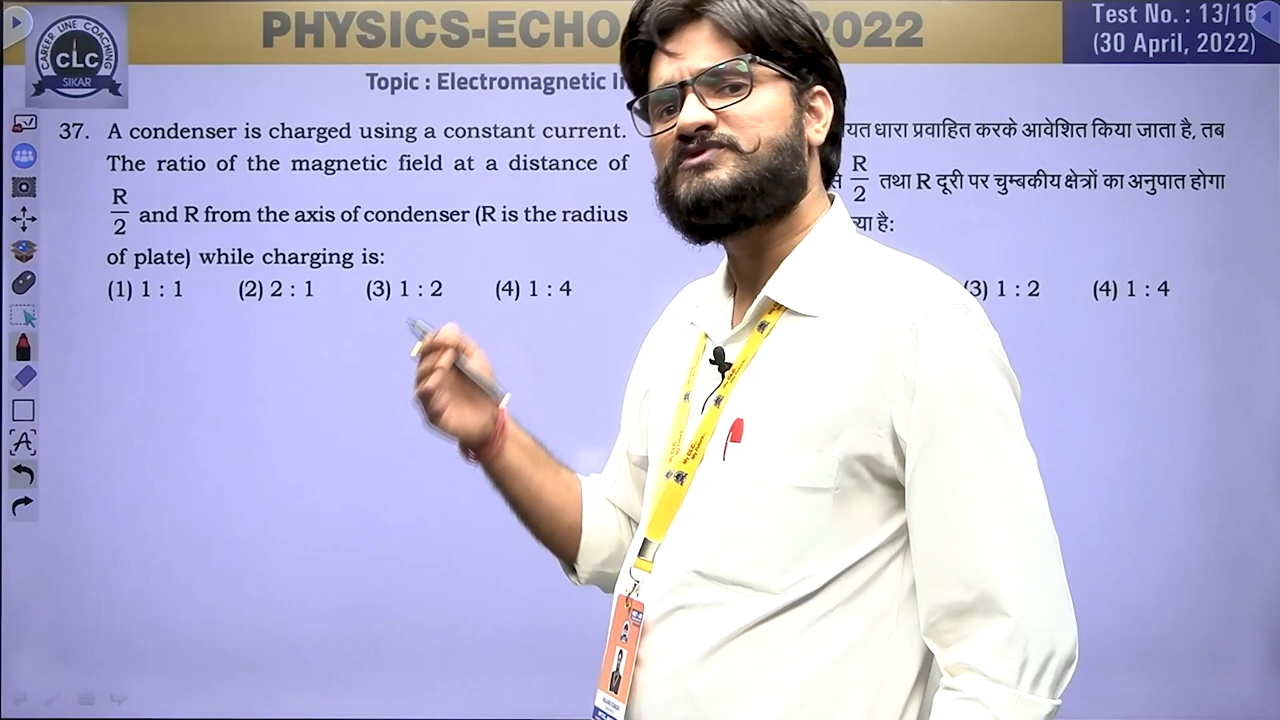 CAREER LINE COACHING
CLC
SIKAR
PHYSICS-ECHO 2022
Test No. : 13/16
(30 April, 2022)
Topic : Electromagnetic
37. A condenser is charged using a constant current.
The ratio of the magnetic field at a distance of
R/2 and R from the axis of condenser (R is the radius
of plate) while charging is:
(1) 1 : 1 (2) 2 : 1 (3) 1 : 2 (4) 1 : 4
धारा प्रवाहित करके आवेशित किया जाता है, तब
R/2 तथा R दूरी पर चुम्बकीय क्षेत्रों का अनुपात होगा
है:
(3) 1 : 2 (4) 1 : 4